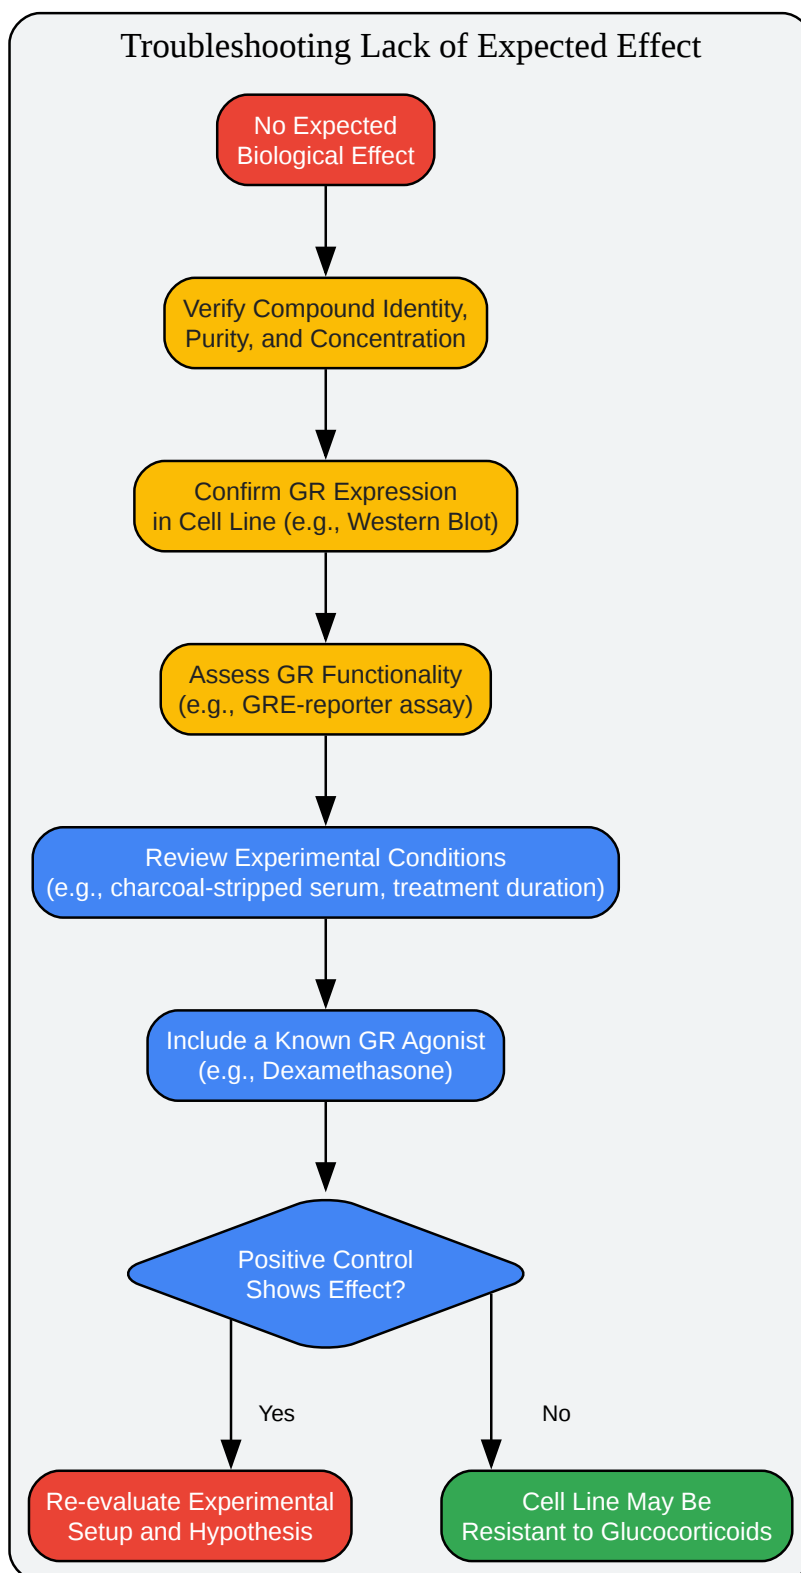 Troubleshooting Lack of Expected Effect
No Expected
Biological Effect
Verify Compound Identity,
Purity, and Concentration
Confirm GR Expression
in Cell Line (e.g., Western Blot)
Assess GR Functionality
(e.g., GRE-reporter assay)
Review Experimental Conditions
(e.g., charcoal-stripped serum, treatment duration)
Include a Known GR Agonist
(e.g., Dexamethasone)
Positive Control
Shows Effect?
Yes
No
Re-evaluate Experimental
Setup and Hypothesis
Cell Line May Be
Resistant to Glucocorticoids